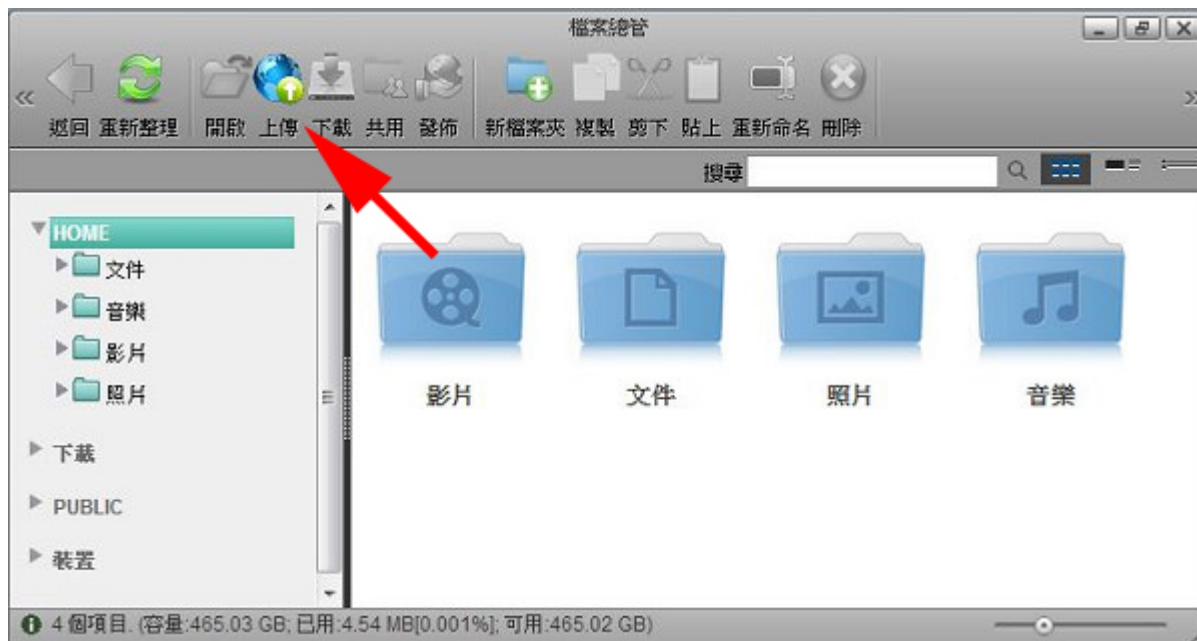 檔案總管
返回 重新整理 開啟 上傳 下載 共用 發佈 新檔案夾 複製 剪下 貼上 重新命名 刪除
搜尋
HOME
文件
音樂
影片
照片
下載
PUBLIC
裝置
影片 文件 照片 音樂
4 個項目. (容量:465.03 GB; 已用:4.54 MB[0.001%]; 可用:465.02 GB)